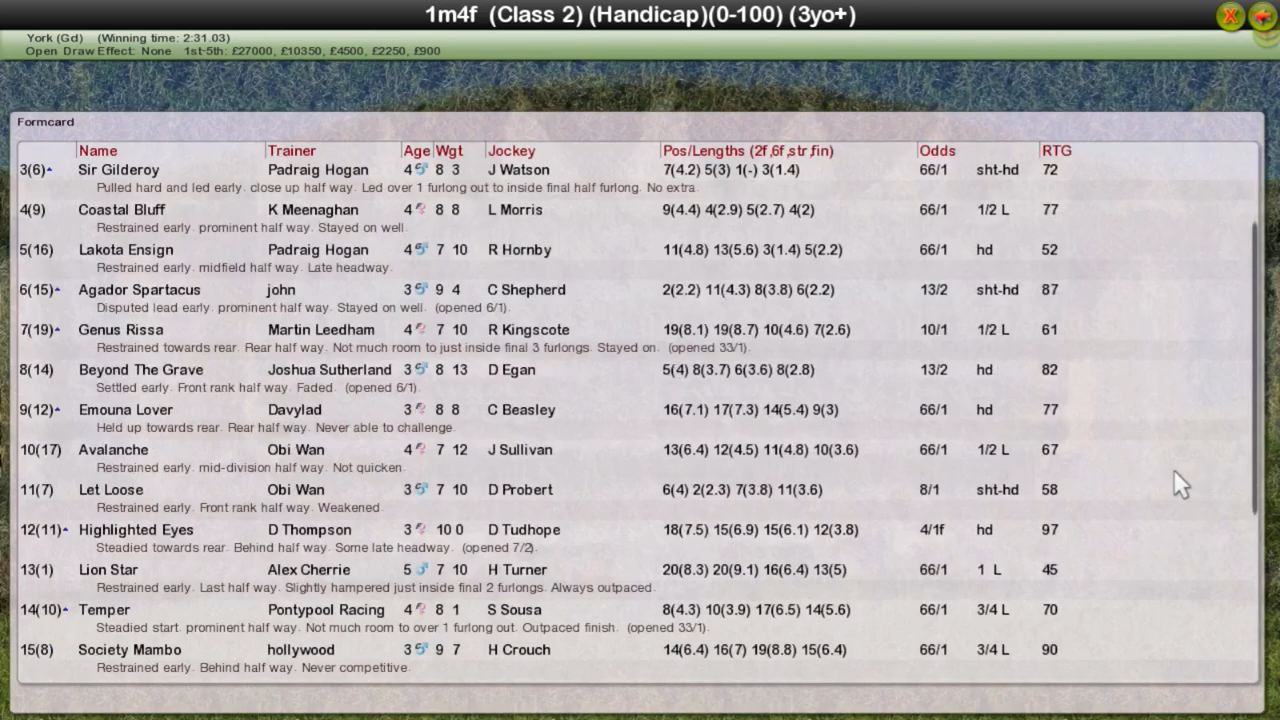 1m4f (Class 2) (Handicap)(0-100) (3yo+)
York (Gd) (Winning time: 2:31.03)
Open Draw Effect: None 1st-5th: £27000, £10350, £4500, £2250, £900
Formcard
Name Trainer Age Wgt Jockey Pos/Lengths (2f,6f,str,fin) Odds RTG
3(6) Sir Gilderoy Padraig Hogan 4 8 3 J Watson 7(4.2) 5(3) 1(-) 3(1.4) 66/1 sht-hd 72
Pulled hard and led early. close up half way. Led over 1 furlong out to inside final half furlong. No extra.
4(9) Coastal Bluff K Meenaghan 4 8 8 L Morris 9(4.4) 4(2.9) 5(2.7) 4(2) 66/1 1/2 L 77
Restrained early. prominent half way. Stayed on well.
5(16) Lakota Ensign Padraig Hogan 4 7 10 R Hornby 11(4.8) 13(5.6) 3(1.4) 5(2.2) 66/1 hd 52
Restrained early. midfield half way. Late headway.
6(15) Agador Spartacus john 3 9 4 C Shepherd 2(2.2) 11(4.3) 8(3.8) 6(2.2) 13/2 sht-hd 87
Disputed lead early. prominent half way. Stayed on well. (opened 6/1).
7(19) Genus Rissa Martin Leedham 4 7 10 R Kingscote 19(8.1) 19(8.7) 10(4.6) 7(2.6) 10/1 1/2 L 61
Restrained towards rear. Rear half way. Not much room to just inside final 3 furlongs. Stayed on. (opened 33/1).
8(14) Beyond The Grave Joshua Sutherland 3 8 13 D Egan 5(4) 8(3.7) 6(3.6) 8(2.8) 13/2 hd 82
Settled early. Front rank half way. Faded. (opened 6/1).
9(12) Emouna Lover Davylad 3 8 8 C Beasley 16(7.1) 17(7.3) 14(5.4) 9(3) 66/1 hd 77
Held up towards rear. Rear half way. Never able to challenge.
10(17) Avalanche Obi Wan 4 7 12 J Sullivan 13(6.4) 12(4.5) 11(4.8) 10(3.6) 66/1 1/2 L 67
Restrained early. mid-division half way. Not quicken.
11(7) Let Loose Obi Wan 3 7 10 D Probert 6(4) 2(2.3) 7(3.8) 11(3.6) 8/1 sht-hd 58
Restrained early. Front rank half way. Weakened.
12(11) Highlighted Eyes D Thompson 3 10 0 D Tudhope 18(7.5) 15(6.9) 15(6.1) 12(3.8) 4/1f hd 97
Steadied towards rear. Behind half way. Some late headway. (opened 7/2).
13(1) Lion Star Alex Cherrie 5 7 10 H Turner 20(8.3) 20(9.1) 16(6.4) 13(5) 66/1 1 L 45
Restrained early. Last half way. Slightly hampered just inside final 2 furlongs. Always outpaced.
14(10) Temper Pontypool Racing 4 8 1 S Sousa 8(4.3) 10(3.9) 17(6.5) 14(5.6) 66/1 3/4 L 70
Steadied start. prominent half way. Not much room to over 1 furlong out. Outpaced finish. (opened 33/1).
15(8) Society Mambo hollywood 3 9 7 H Crouch 14(6.4) 16(7) 19(8.8) 15(6.4) 66/1 3/4 L 90
Restrained early. Behind half way. Never competitive.